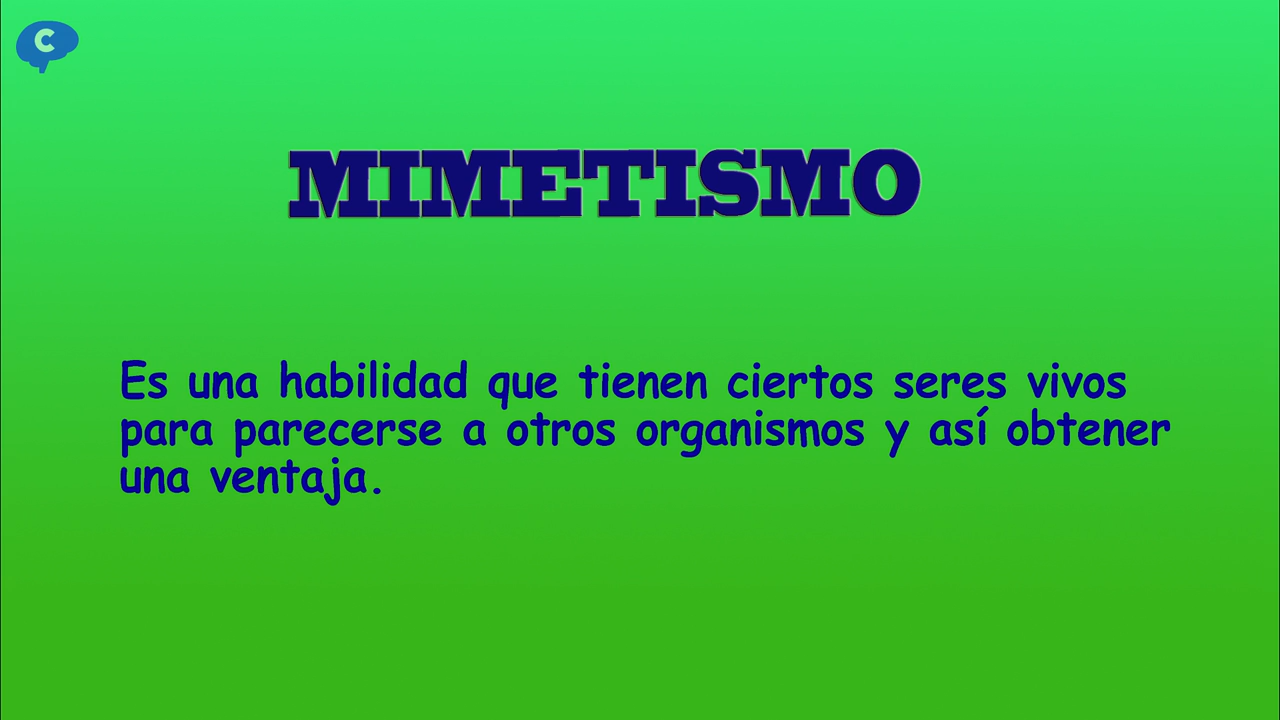 C
MIMETISMO
Es una habilidad que tienen ciertos seres vivos
para parecerse a otros organismos y así obtener
una ventaja.